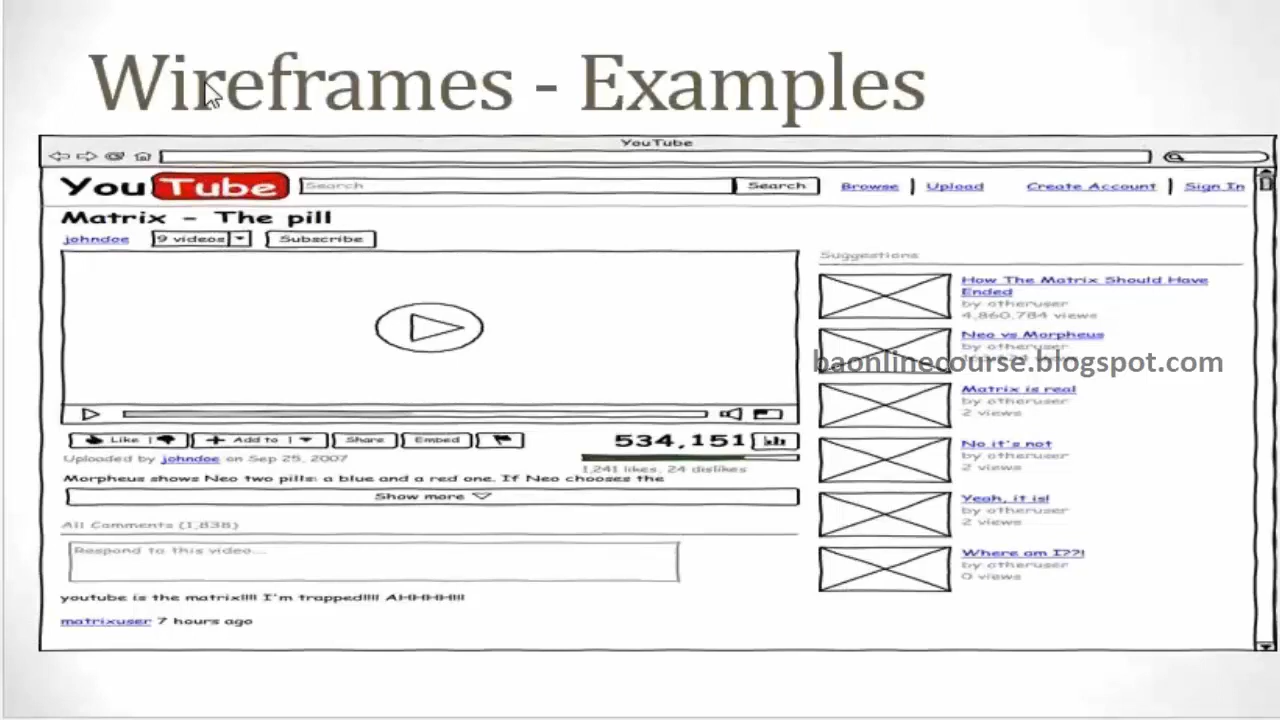 Wireframes - Examples
YouTube
YouTube Search Search Browse | Upload Create Account | Sign In
Matrix - The pill
johndoe 9 videos Subscribe
Suggestions
How The Matrix Should Have
Ended
by otheruser
4,860,784 views
Neo vs Morpheus
by otheruser
baonlinecourse.blogspot.com
Matrix is real
by otheruser
2 views
No it's not
by otheruser
2 views
Yeah, it is!
by otheruser
2 views
Where am I??!
by otheruser
0 views
Like Add to Share Embed 534,151
Uploaded by johndoe on Sep 25, 2007
1,241 likes, 24 dislikes
Morpheus shows Neo two pills: a blue and a red one. If Neo chooses the
Show more
All Comments (1,838)
Respond to this video...
youtube is the matrix!!!! I'm trapped!!!! AHHHH!!!
matrixuser 7 hours ago